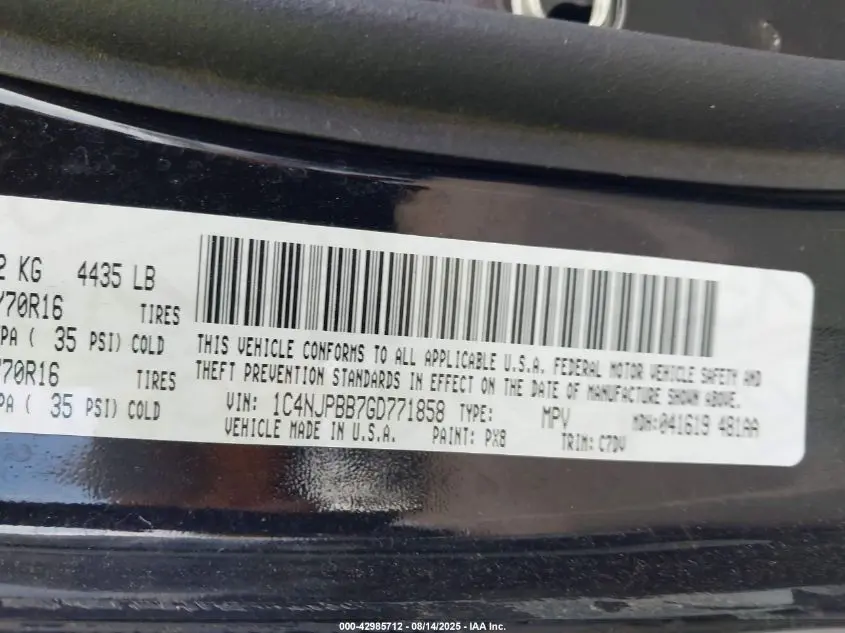 2 KG 4435 LB
/70R16 TIRES
PA ( 35 PSI) COLD
/70R16 TIRES
PA ( 35 PSI) COLD
THIS VEHICLE CONFORMS TO ALL APPLICABLE U.S.A. FEDERAL MOTOR VEHICLE SAFETY AND
THEFT PREVENTION STANDARDS IN EFFECT ON THE DATE OF MANUFACTURE SHOWN ABOVE.
VIN: 1C4NJPBB7GD771858 TYPE: MPV MDH:041619 481AA
VEHICLE MADE IN U.S.A. PAINT: PX8 TRIM: C7DV
000-42985712 - 08/14/2025 - IAA Inc.